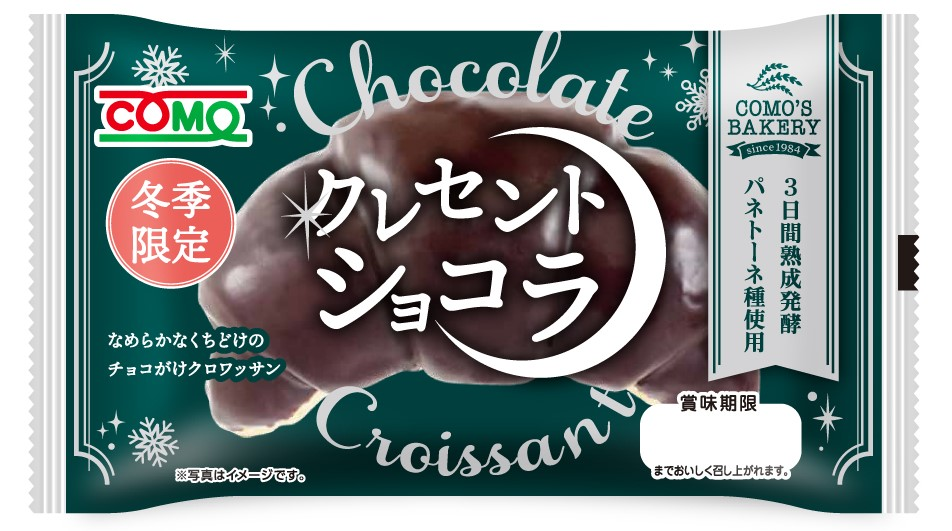 Chocolate
COMO
COMO'S
BAKERY
since1984
冬季
限定
クレセント
ショコラ
3日間熟成発酵
パネトーネ種使用
なめらかなくちどけの
チョコがけクロワッサン
Croissant
賞味期限
までおいしく召し上がれます。
※写真はイメージです。